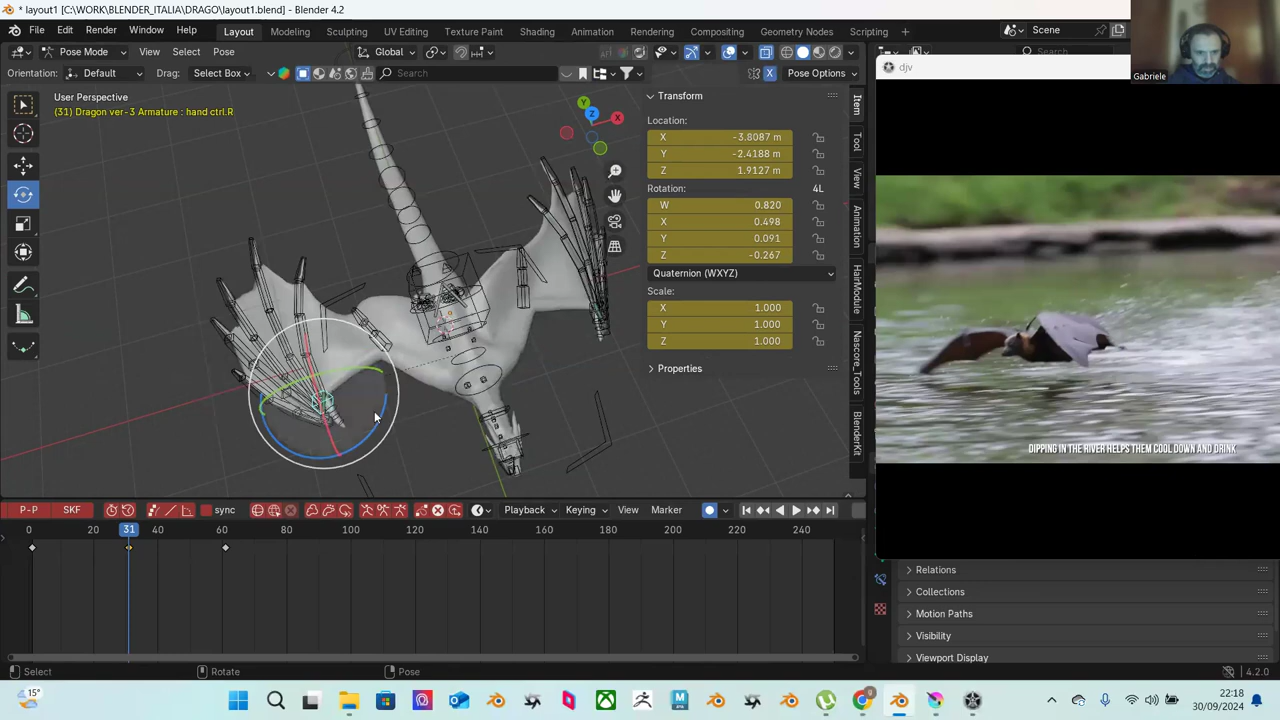 * layout1 [C:\WORK\BLENDER_ITALIA\DRAGO\layout1.blend] - Blender 4.2
File Edit Render Window Help Layout Modeling Sculpting UV Editing Texture Paint Shading Animation Rendering Compositing Geometry Nodes Scripting + Scene
Pose Mode View Select Pose Global
Orientation: Default Drag: Select Box Search X Pose Options
djv
Gabriele
User Perspective
(31) Dragon ver-3 Armature : hand ctrl.R
Y
Z
X
Transform
Location:
X -3.8087 m
Y -2.4188 m
Z 1.9127 m
Rotation: 4L
W 0.820
X 0.498
Y 0.091
Z -0.267
Quaternion (WXYZ)
Scale:
X 1.000
Y 1.000
Z 1.000
Properties
Item
Tool
View
Animation
HairModule
Nascore_Tools
BlenderKit
DIPPING IN THE RIVER HELPS THEM COOL DOWN AND DRINK
P-P SKF sync Playback Keying View Marker
0 20 31 40 60 80 100 120 140 160 180 200 220 240
Relations
Collections
Motion Paths
Visibility
Viewport Display
Select Rotate Pose 4.2.0
15°
22:18
30/09/2024